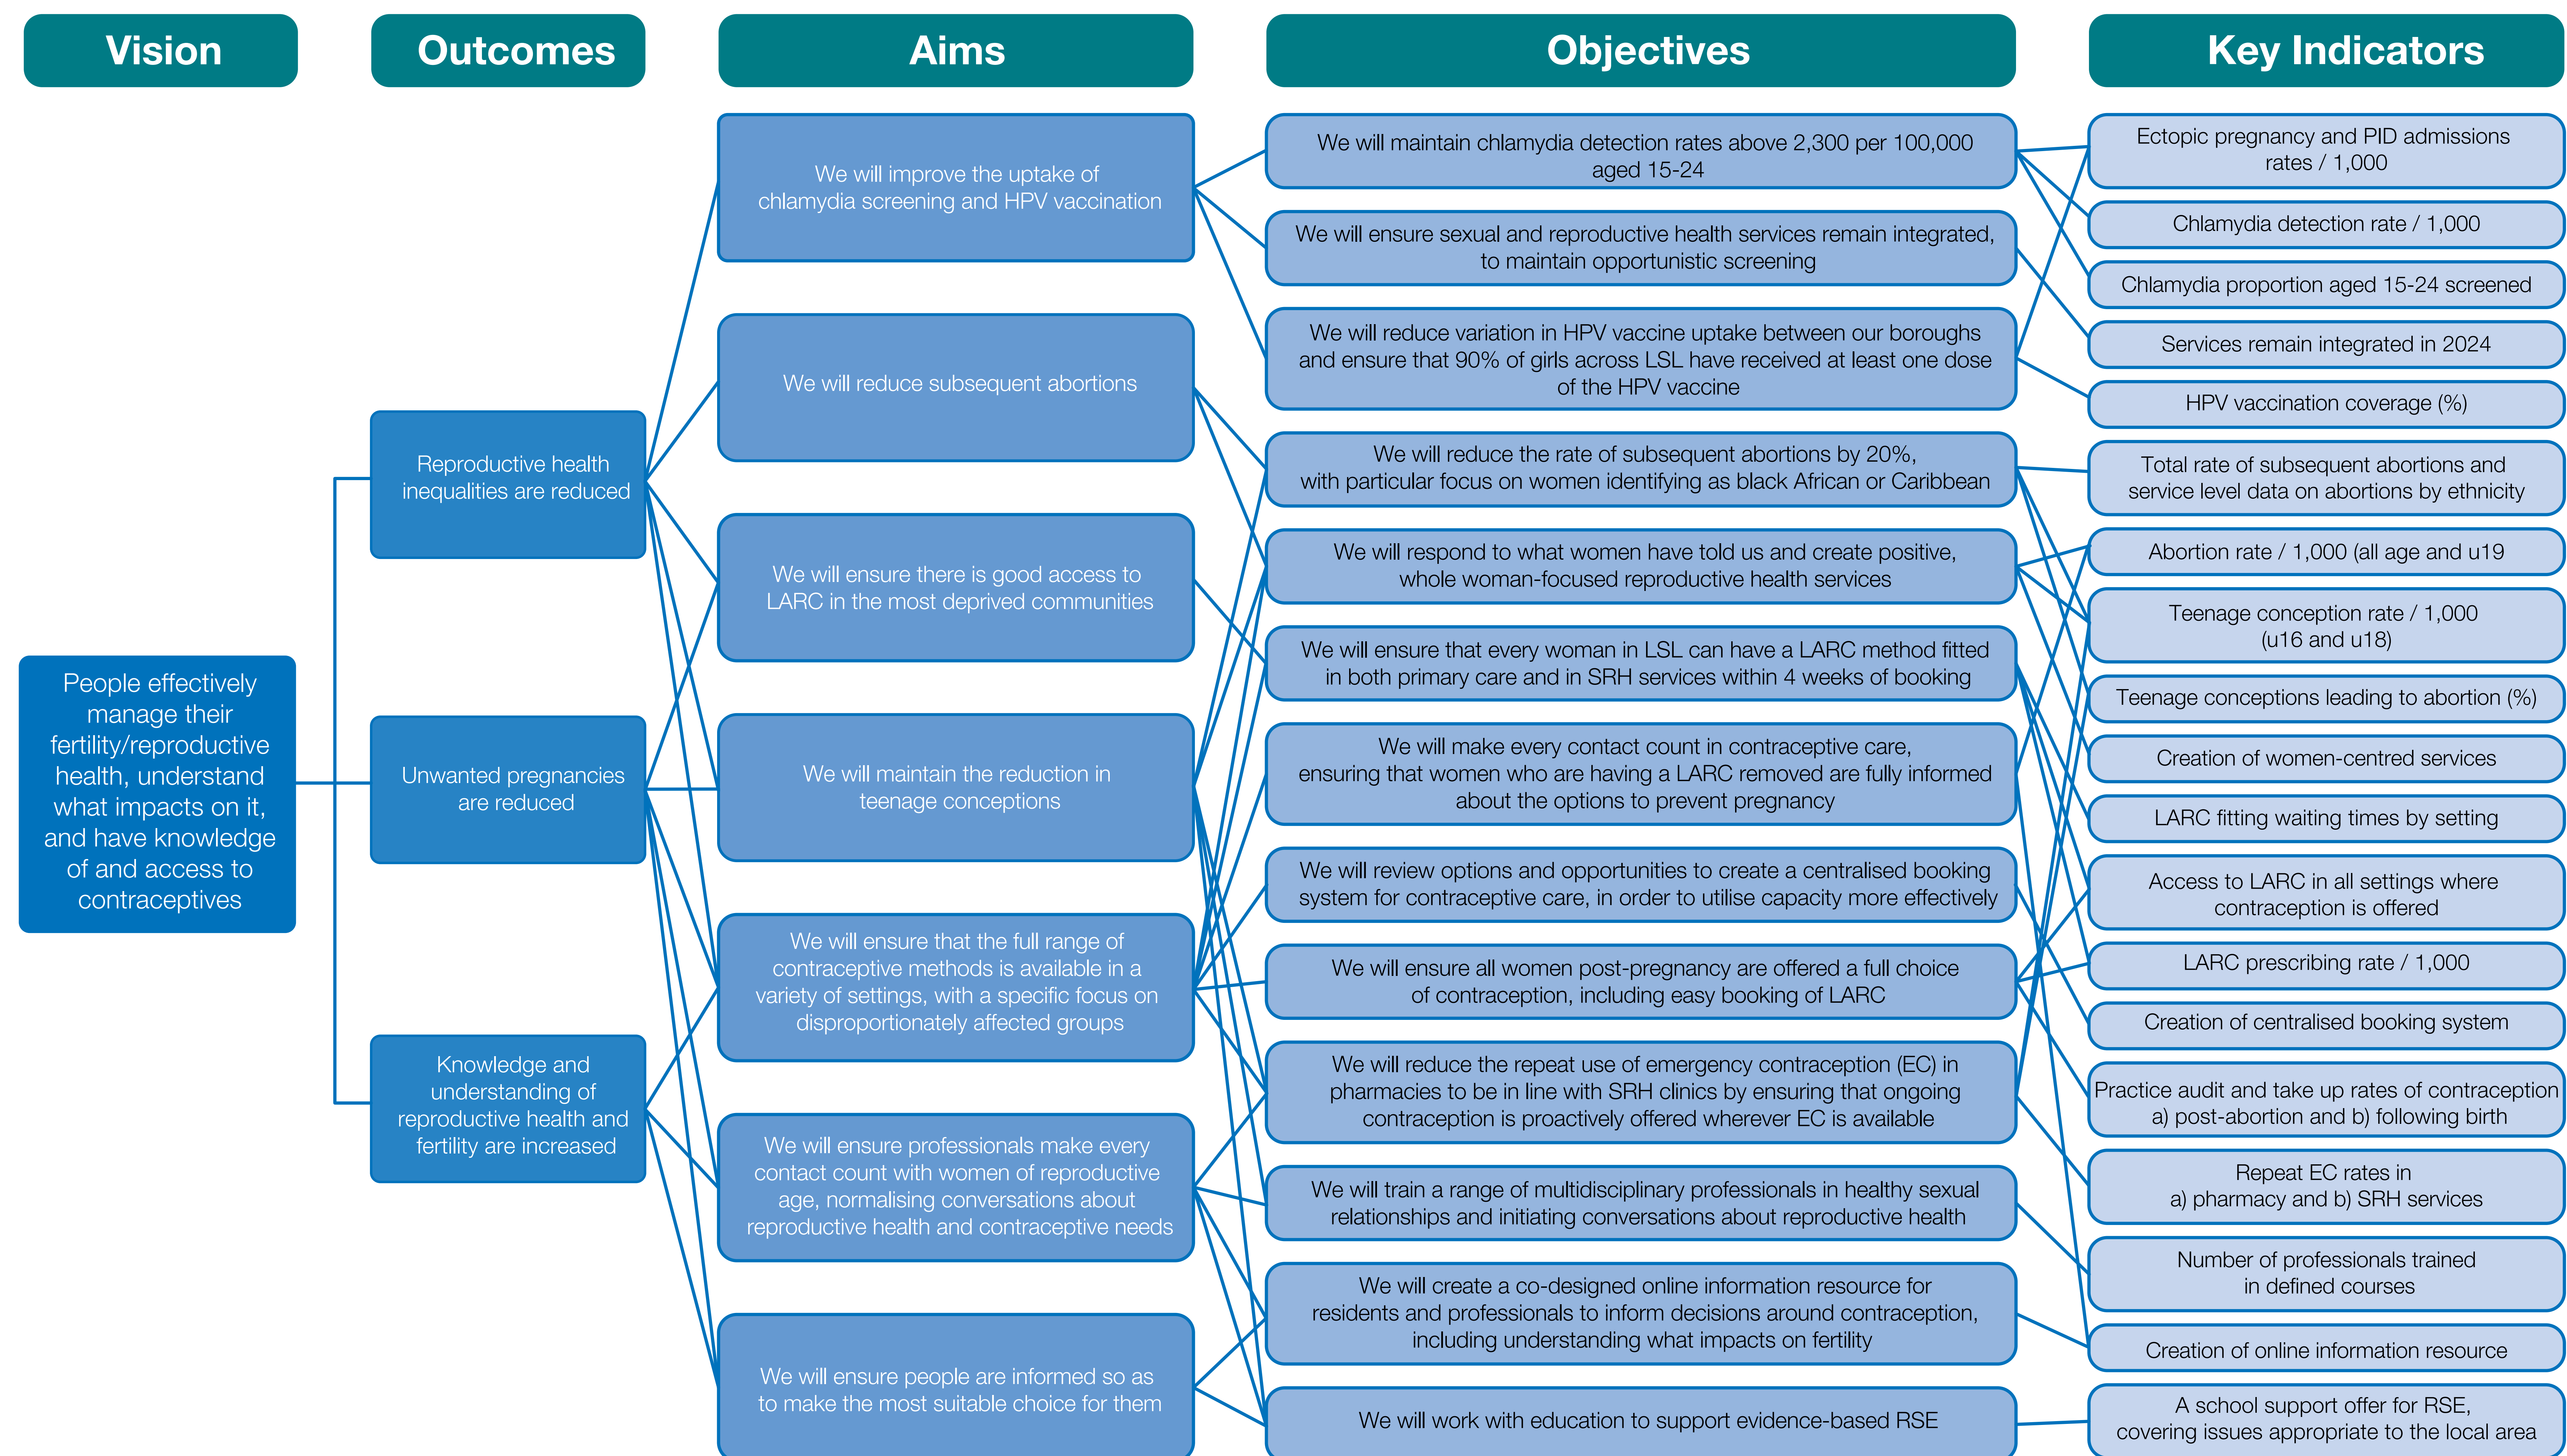 Vision
Outcomes
Aims
Objectives
Key Indicators
People effectively
manage their
fertility/reproductive
health, understand
what impacts on it,
and have knowledge
of and access to
contraceptives
Reproductive health
inequalities are reduced
Unwanted pregnancies
are reduced
Knowledge and
understanding of
reproductive health and
fertility are increased
We will improve the uptake of
chlamydia screening and HPV vaccination
We will reduce subsequent abortions
We will ensure there is good access to
LARC in the most deprived communities
We will maintain the reduction in
teenage conceptions
We will ensure that the full range of
contraceptive methods is available in a
variety of settings, with a specific focus on
disproportionately affected groups
We will ensure professionals make every
contact count with women of reproductive
age, normalising conversations about
reproductive health and contraceptive needs
We will ensure people are informed so as
to make the most suitable choice for them
We will maintain chlamydia detection rates above 2,300 per 100,000
aged 15-24
We will ensure sexual and reproductive health services remain integrated,
to maintain opportunistic screening
We will reduce variation in HPV vaccine uptake between our boroughs
and ensure that 90% of girls across LSL have received at least one dose
of the HPV vaccine
We will reduce the rate of subsequent abortions by 20%,
with particular focus on women identifying as black African or Caribbean
We will respond to what women have told us and create positive,
whole woman-focused reproductive health services
We will ensure that every woman in LSL can have a LARC method fitted
in both primary care and in SRH services within 4 weeks of booking
We will make every contact count in contraceptive care,
ensuring that women who are having a LARC removed are fully informed
about the options to prevent pregnancy
We will review options and opportunities to create a centralised booking
system for contraceptive care, in order to utilise capacity more effectively
We will ensure all women post-pregnancy are offered a full choice
of contraception, including easy booking of LARC
We will reduce the repeat use of emergency contraception (EC) in
pharmacies to be in line with SRH clinics by ensuring that ongoing
contraception is proactively offered wherever EC is available
We will train a range of multidisciplinary professionals in healthy sexual
relationships and initiating conversations about reproductive health
We will create a co-designed online information resource for
residents and professionals to inform decisions around contraception,
including understanding what impacts on fertility
We will work with education to support evidence-based RSE
Ectopic pregnancy and PID admissions
rates / 1,000
Chlamydia detection rate / 1,000
Chlamydia proportion aged 15-24 screened
Services remain integrated in 2024
HPV vaccination coverage (%)
Total rate of subsequent abortions and
service level data on abortions by ethnicity
Abortion rate / 1,000 (all age and u19
Teenage conception rate / 1,000
(u16 and u18)
Teenage conceptions leading to abortion (%)
Creation of women-centred services
LARC fitting waiting times by setting
Access to LARC in all settings where
contraception is offered
LARC prescribing rate / 1,000
Creation of centralised booking system
Practice audit and take up rates of contraception
a) post-abortion and b) following birth
Repeat EC rates in
a) pharmacy and b) SRH services
Number of professionals trained
in defined courses
Creation of online information resource
A school support offer for RSE,
covering issues appropriate to the local area